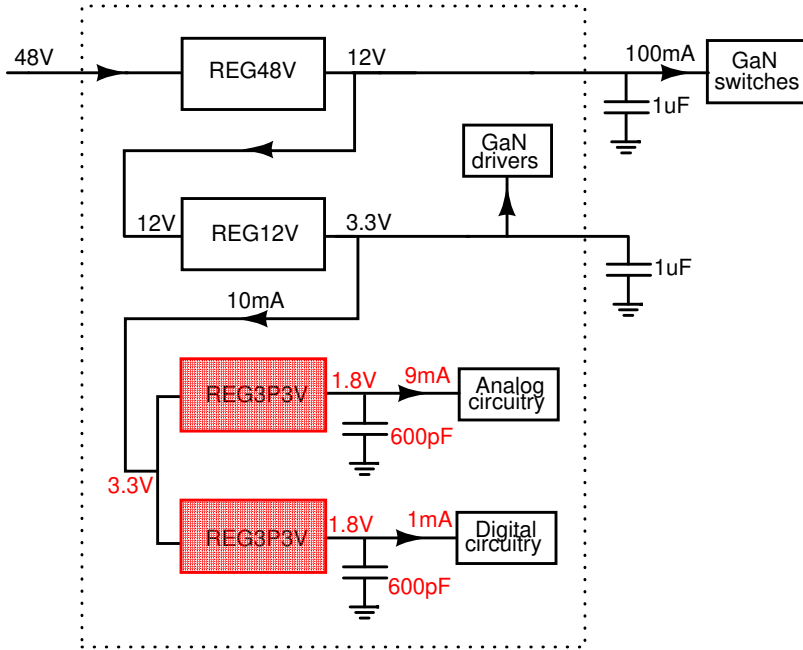 48V
REG48V
12V
100mA
GaN
switches
1uF
GaN
drivers
12V
REG12V
3.3V
1uF
10mA
REG3P3V
1.8V
9mA
Analog
circuitry
600pF
3.3V
REG3P3V
1.8V
1mA
Digital
circuitry
600pF